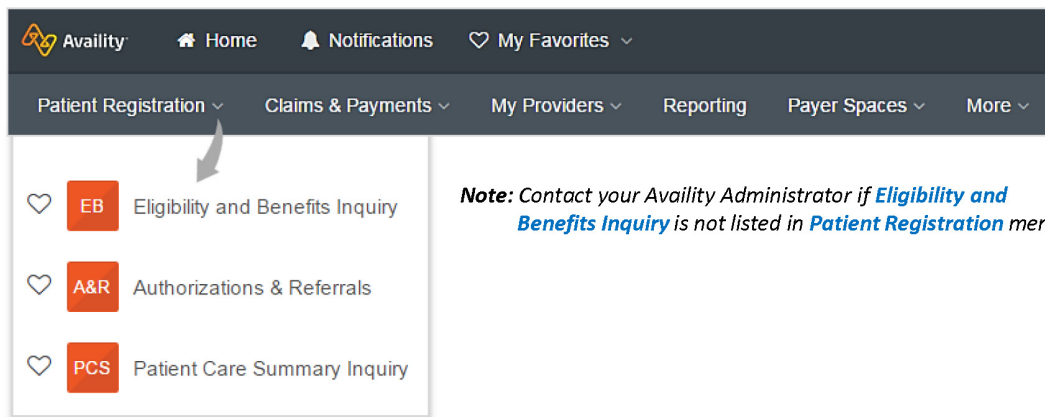 Availity Home Notifications My Favorites
Patient Registration Claims & Payments My Providers Reporting Payer Spaces More
EB Eligibility and Benefits Inquiry
Note: Contact your Availity Administrator if Eligibility and
Benefits Inquiry is not listed in Patient Registration
A&R Authorizations & Referrals
PCS Patient Care Summary Inquiry